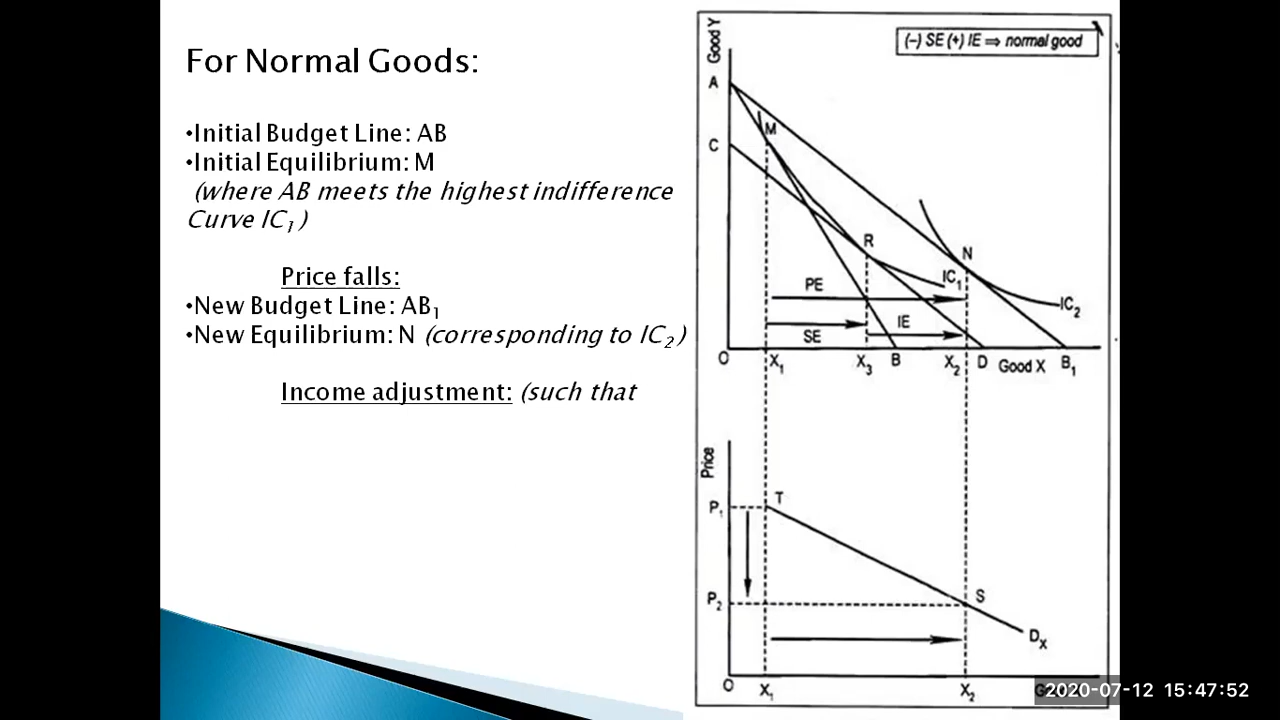 For Normal Goods:
•Initial Budget Line: AB
•Initial Equilibrium: M
(where AB meets the highest indifference
Curve IC₁)
Price falls:
•New Budget Line: AB₁
•New Equilibrium: N (corresponding to IC₂)
Income adjustment: (such that
Good Y
(–) SE (+) IE ⇒ normal good
A
M
C
R
N
PE
IC₁
IC₂
IE
SE
O
X₁
X₃
B
X₂
D
Good X
B₁
Price
P₁
T
P₂
S
Dₓ
O
X₁
X₂
2020-07-12 15:47:52